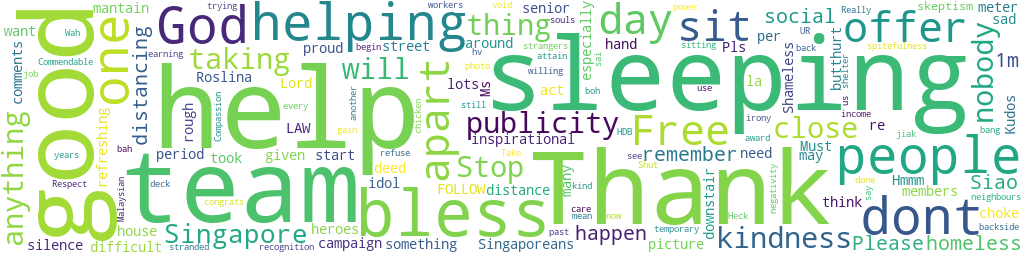 good
help
sleeping
team
Thank
bless
people
dont
God
helping
thing
day
sit
offer
one
taking
will
apart
publicity
Free
close
nobody
kindness
Stop
Singapore
anything
distancing
social
remember
happen
Please
homeless
Siao
1m
idol
deed
Lord
LAW
Roslina
rough
period
took
given
start
FOLLOW
distance
inspirational
many
Ms
lots
around
street
proud
senior
hand
act
especially
Pls
per
la
re
need
Must
may
think
Hmmm
members
choke
Kudos
meter
sad
skepticism
butthurt
Shameless
downstair
picture
Singaporeans
something
campaign
heroes
house
difficult
silence
refreshing
comments
want
mantain
job
Wah
Commendable
years
Respect
bah
Malaysian
deck
congrats
stranded
recognition
Compassion
every
another
gain
earning
trying
begin
souls
workers
void
hv
attain
strangers
photo
still
willing
boh
sai
sitting
power
UR
back
use
irony
award
HDB
chicken
refuse
Take
see
Shut
kind
care
mean
now
past
temporary
Heck
negativity
done
say
jiak
bang
neighbours
backside
income
us
shelter
Really
spitefulness